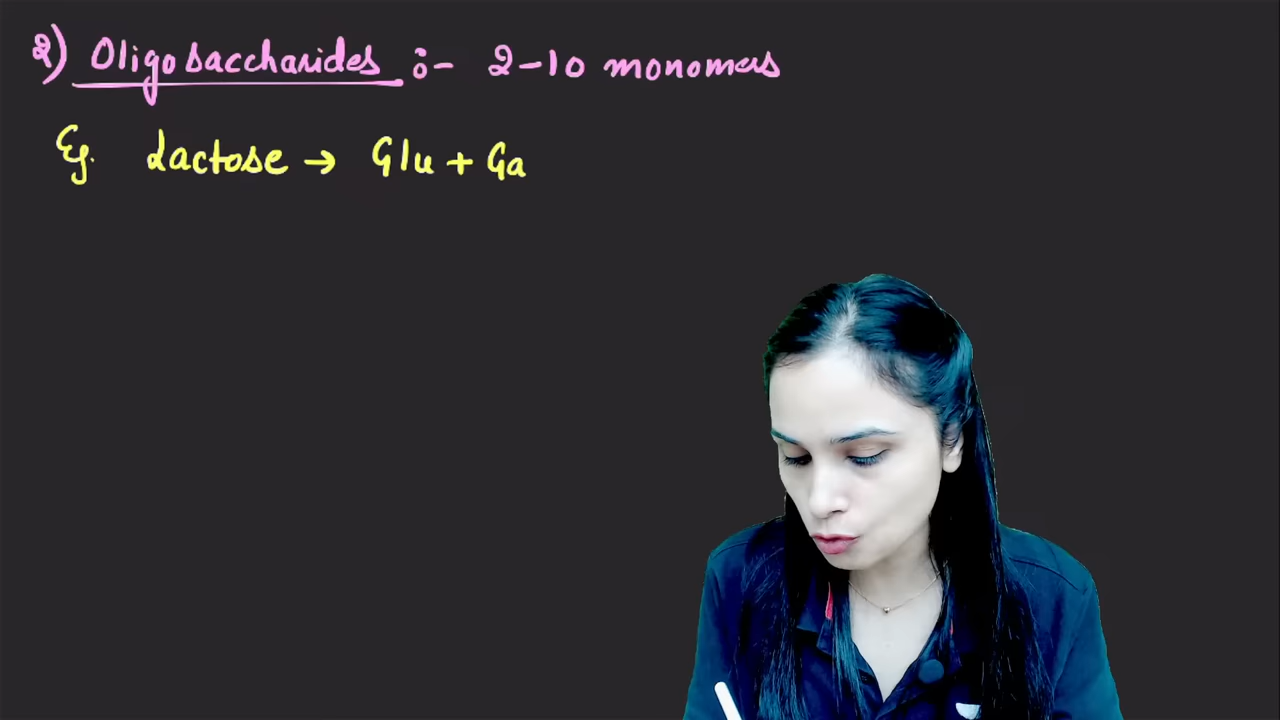 2) Oligosaccharides :- 2-10 monomers
Eg. Lactose → Glu + Ga